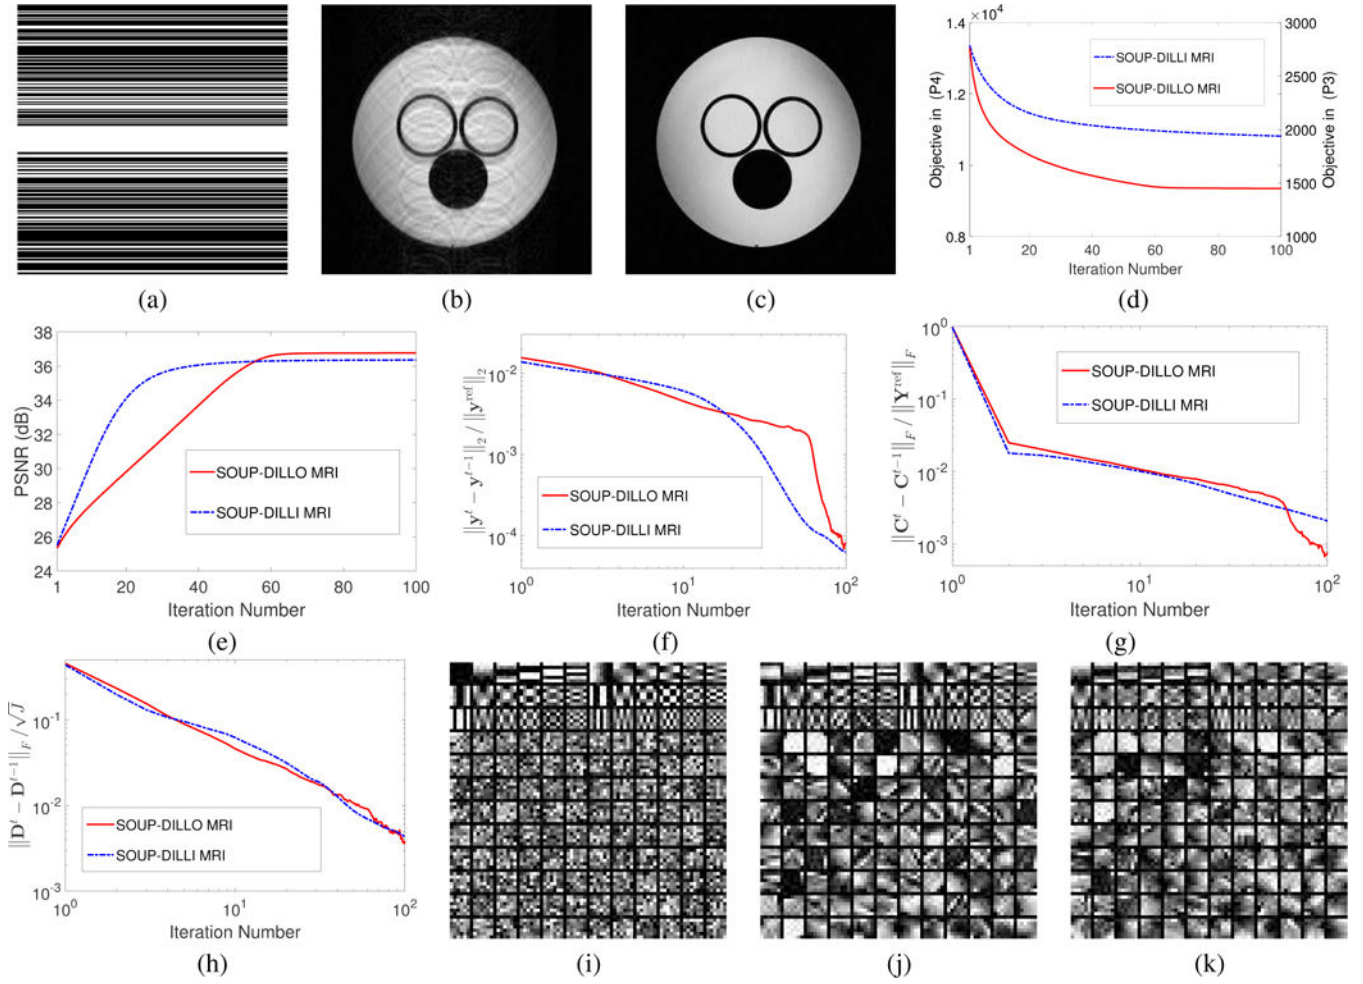 (a)
(b)
(c)
1.4 ×10⁴
1.2
1
0.8
Objective in (P4)
3000
2500
2000
1500
1000
Objective in (P3)
SOUP-DILLI MRI
SOUP-DILLO MRI
1 20 40 60 80 100
Iteration Number
(d)
38
36
34
32
30
28
26
24
PSNR (dB)
SOUP-DILLO MRI
SOUP-DILLI MRI
1 20 40 60 80 100
Iteration Number
(e)
10⁻²
10⁻³
10⁻⁴
||yᵗ − yᵗ⁻¹||₂ / ||y^ref||₂
SOUP-DILLO MRI
SOUP-DILLI MRI
10⁰ 10¹ 10²
Iteration Number
(f)
10⁰
10⁻¹
10⁻²
10⁻³
||Cᵗ − Cᵗ⁻¹||_F / ||Y^ref||_F
SOUP-DILLO MRI
SOUP-DILLI MRI
10⁰ 10¹ 10²
Iteration Number
(g)
10⁻¹
10⁻²
10⁻³
||Dᵗ − Dᵗ⁻¹||_F / √J
SOUP-DILLO MRI
SOUP-DILLI MRI
10⁰ 10¹ 10²
Iteration Number
(h)
(i)
(j)
(k)